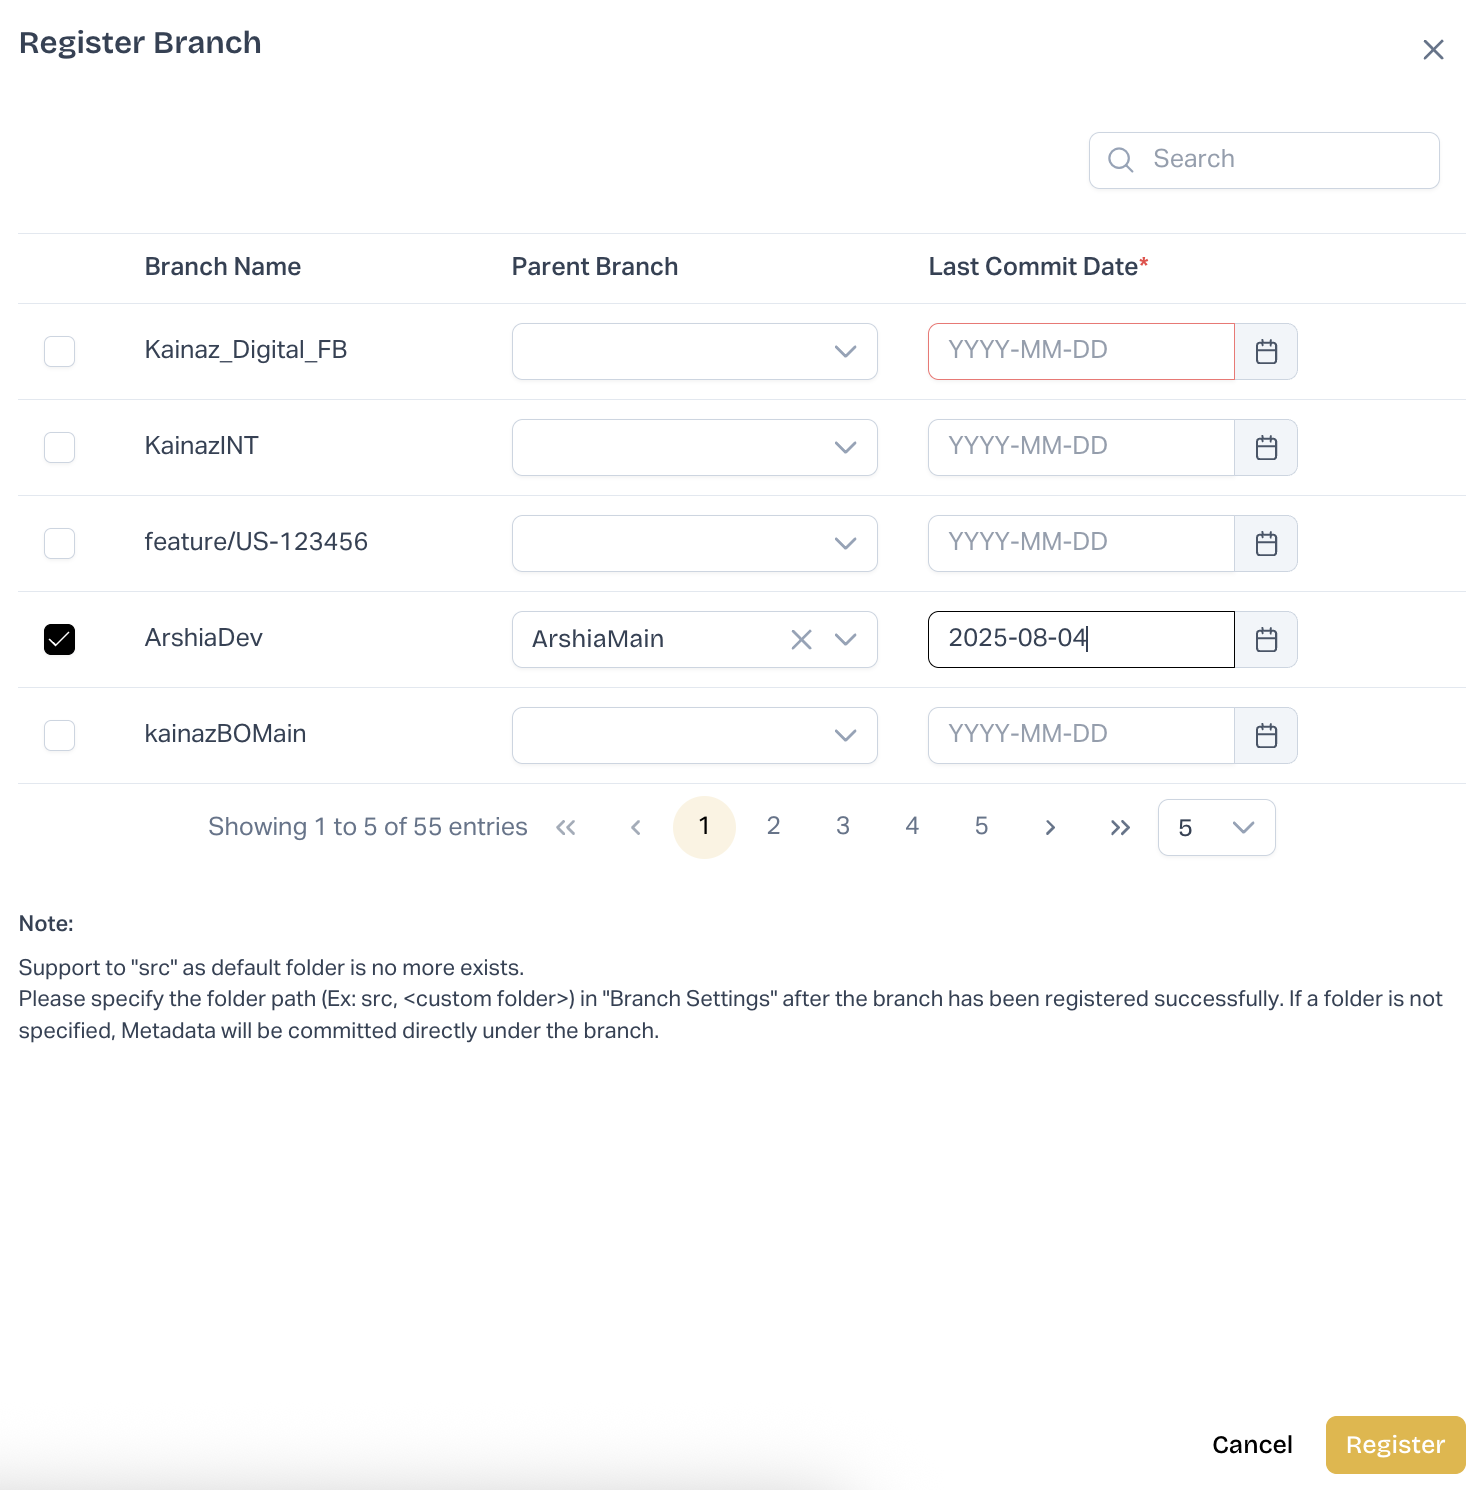 Register Branch
Search
Branch Name Parent Branch Last Commit Date*
Kainaz_Digital_FB YYYY-MM-DD
KainazINT YYYY-MM-DD
feature/US-123456 YYYY-MM-DD
ArshiaDev ArshiaMain 2025-08-04
kainazBOMain YYYY-MM-DD
Showing 1 to 5 of 55 entries 1 2 3 4 5 5
Note:
Support to "src" as default folder is no more exists.
Please specify the folder path (Ex: src, <custom folder>) in "Branch Settings" after the branch has been registered successfully. If a folder is not
specified, Metadata will be committed directly under the branch.
Cancel Register